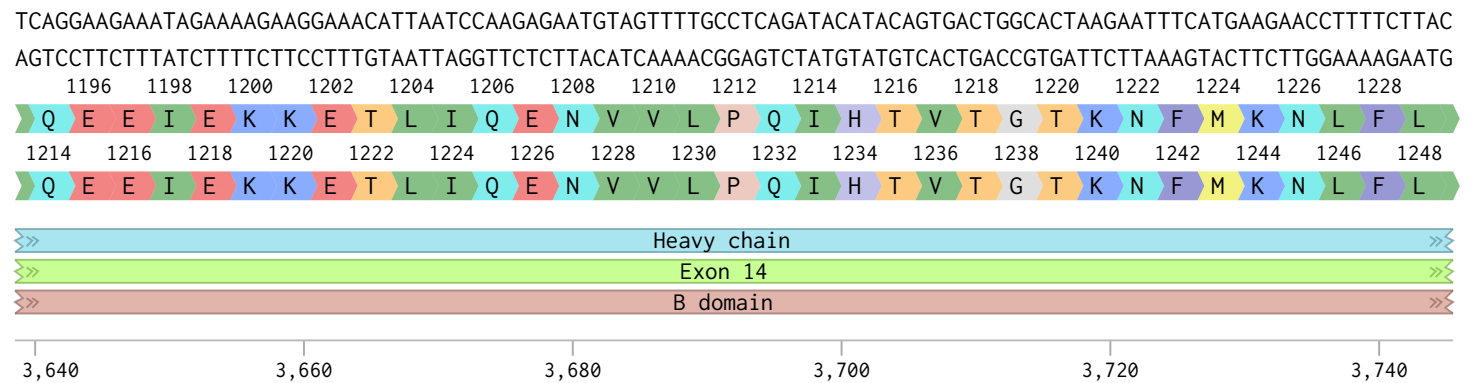 TCAGGAAGAAATAGAAAAGAAGGAAACATTAATCCAAGAGAATGTAGTTTTGCCTCAGATACATACAGTGACTGGCACTAAGAATTTCATGAAGAACCTTTTCTTAC
AGTCCTTCTTTATCTTTTCTTCCTTTGTAATTAGGTTCTCTTACATCAAAACGGAGTCTATGTATGTCACTGACCGTGATTCTTAAAGTACTTCTTGGAAAAGAATG
1196 1198 1200 1202 1204 1206 1208 1210 1212 1214 1216 1218 1220 1222 1224 1226 1228
Q E E I E K K E T L I Q E N V V L P Q I H T V T G T K N F M K N L F L
1214 1216 1218 1220 1222 1224 1226 1228 1230 1232 1234 1236 1238 1240 1242 1244 1246 1248
Q E E I E K K E T L I Q E N V V L P Q I H T V T G T K N F M K N L F L
Heavy chain
Exon 14
B domain
3,640 3,660 3,680 3,700 3,720 3,740